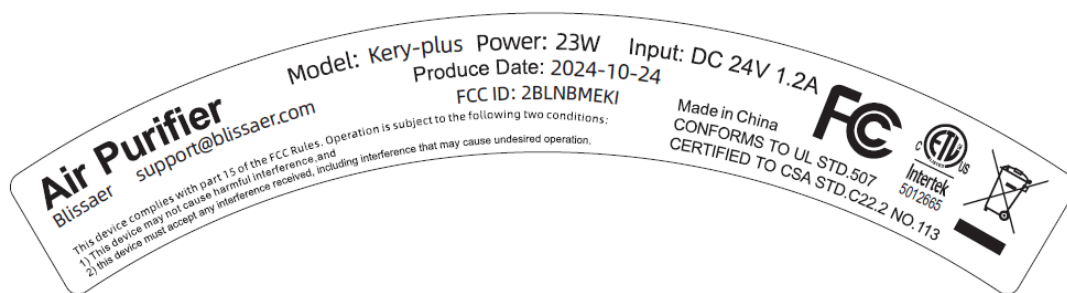 Air Purifier
Blissaer support@blissaer.com
Model: Kery-plus Power: 23W Input: DC 24V 1.2A
Produce Date: 2024-10-24
FCC ID: 2BLNBMEKI
This device complies with part 15 of the FCC Rules. Operation is subject to the following two conditions:
1) This device may not cause harmful interference,and
2) this device must accept any interference received, including interference that may cause undesired operation.
Made in China
CONFORMS TO UL STD.507
CERTIFIED TO CSA STD.C22.2 NO.113
FC
C ETL US
LISTED
Intertek
5012665